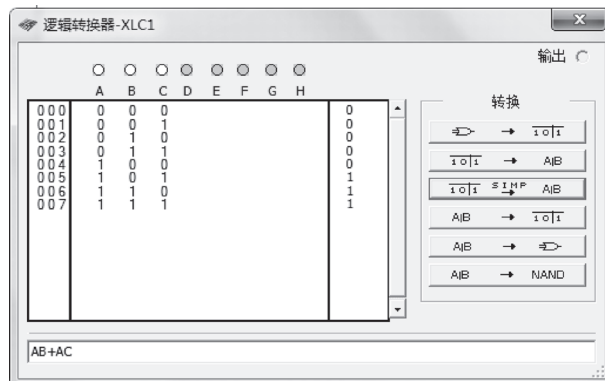 逻辑转换器-XLC1
输出
A B C D E F G H
000 0 0 0 0
001 0 0 1 0
002 0 1 0 0
003 0 1 1 0
004 1 0 0 0
005 1 0 1 1
006 1 1 0 1
007 1 1 1 1
转换
→ 1 0 1
1 0 1 → A|B
1 0 1 SIMP → A|B
A|B → 1 0 1
A|B →
A|B → NAND
AB+AC